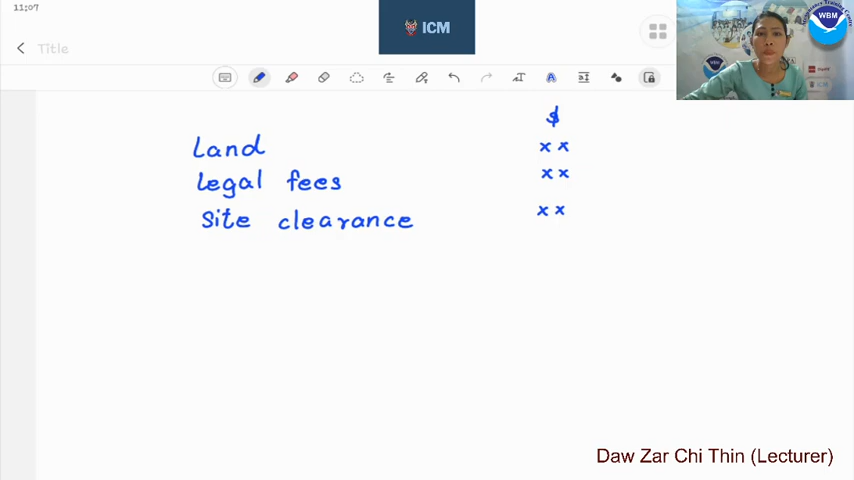 11:07
ICM
WBM
Title
$
Land xx
Legal fees xx
Site clearance xx
Daw Zar Chi Thin (Lecturer)